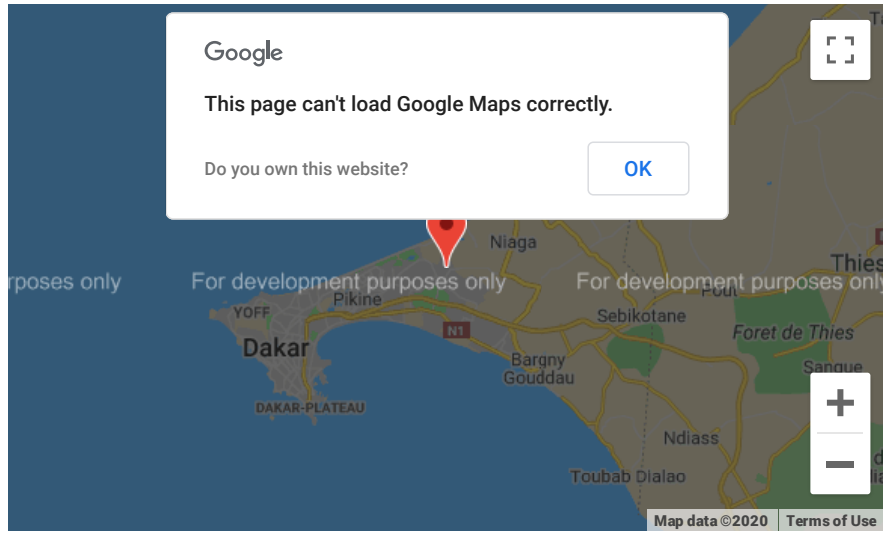 Google
This page can't load Google Maps correctly.
Do you own this website?
OK
Niaga
Thies
rposes only
For development purposes only
For development purposes only
Pout
Pikine
YOFF
Sebikotane
N1
Foret de Thies
Dakar
Bargny
Gouddau
Sangue
DAKAR-PLATEAU
Ndiass
Toubab Dialao
Map data ©2020
Terms of Use